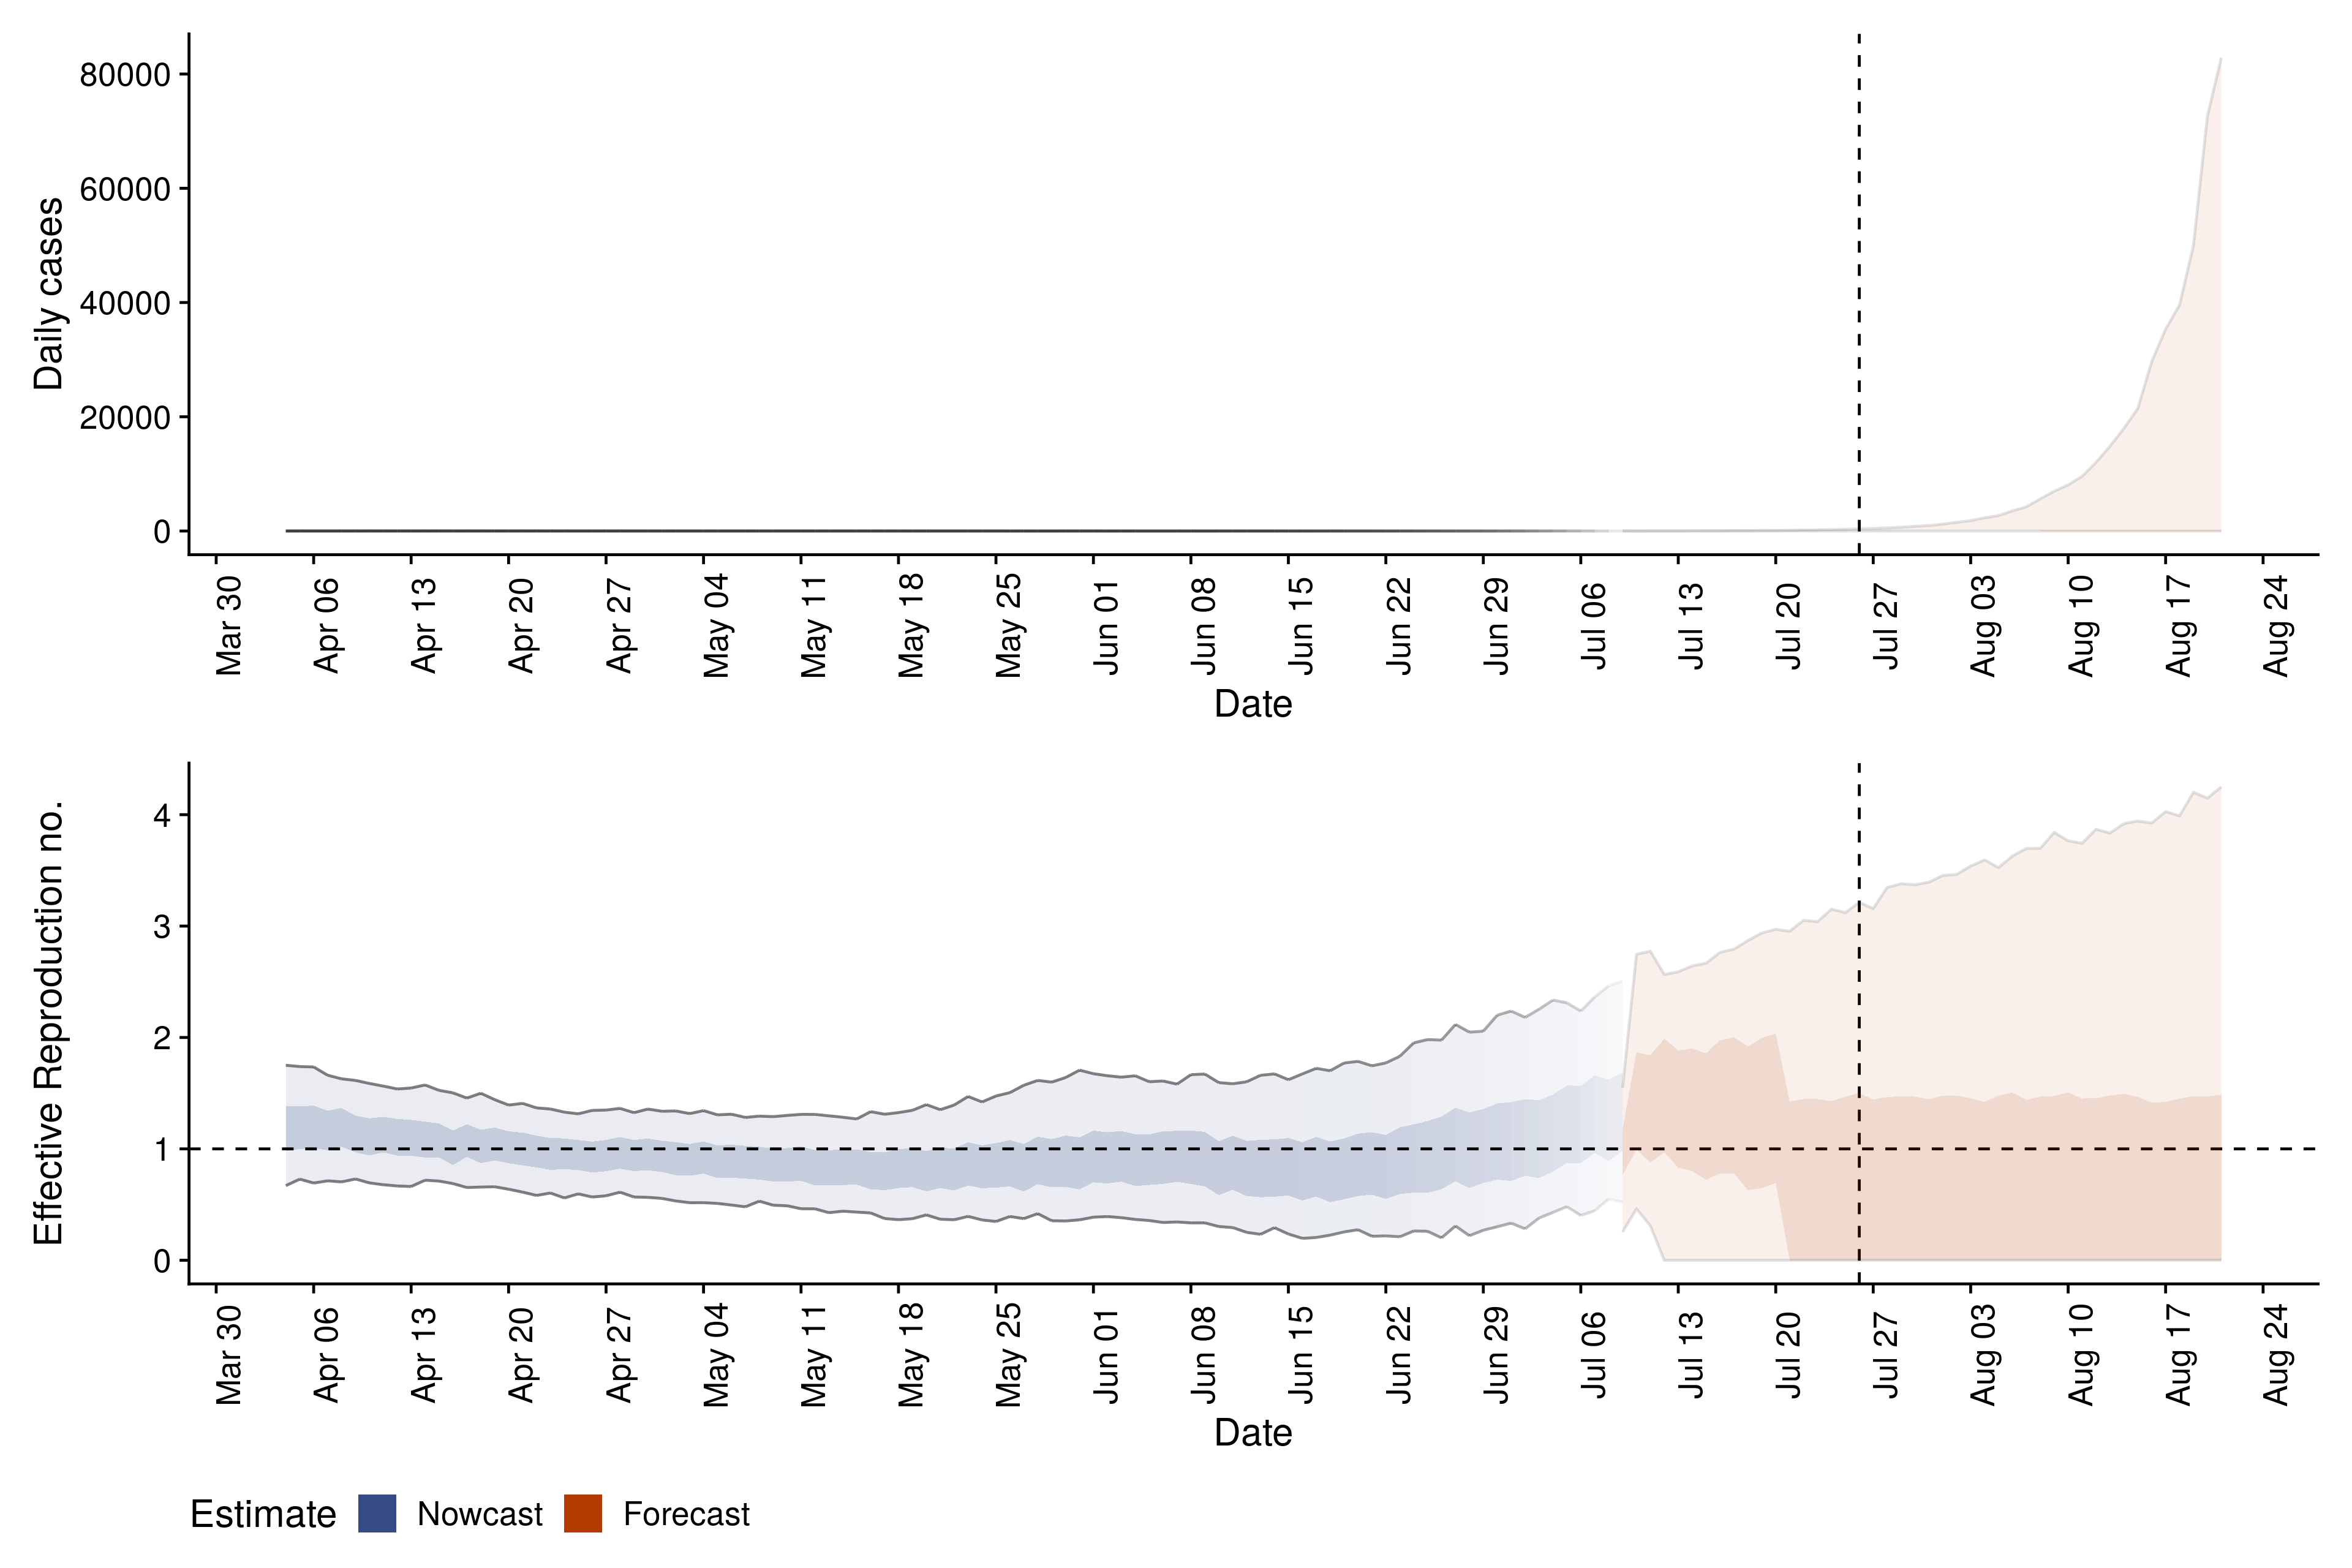 Daily cases
80000
60000
40000
20000
0
Mar 30
Apr 06
Apr 13
Apr 20
Apr 27
May 04
May 11
May 18
May 25
Jun 01
Jun 08
Jun 15
Jun 22
Jun 29
Jul 06
Jul 13
Jul 20
Jul 27
Aug 03
Aug 10
Aug 17
Aug 24
Date
Effective Reproduction no.
4
3
2
1
0
Mar 30
Apr 06
Apr 13
Apr 20
Apr 27
May 04
May 11
May 18
May 25
Jun 01
Jun 08
Jun 15
Jun 22
Jun 29
Jul 06
Jul 13
Jul 20
Jul 27
Aug 03
Aug 10
Aug 17
Aug 24
Date
Estimate Nowcast Forecast